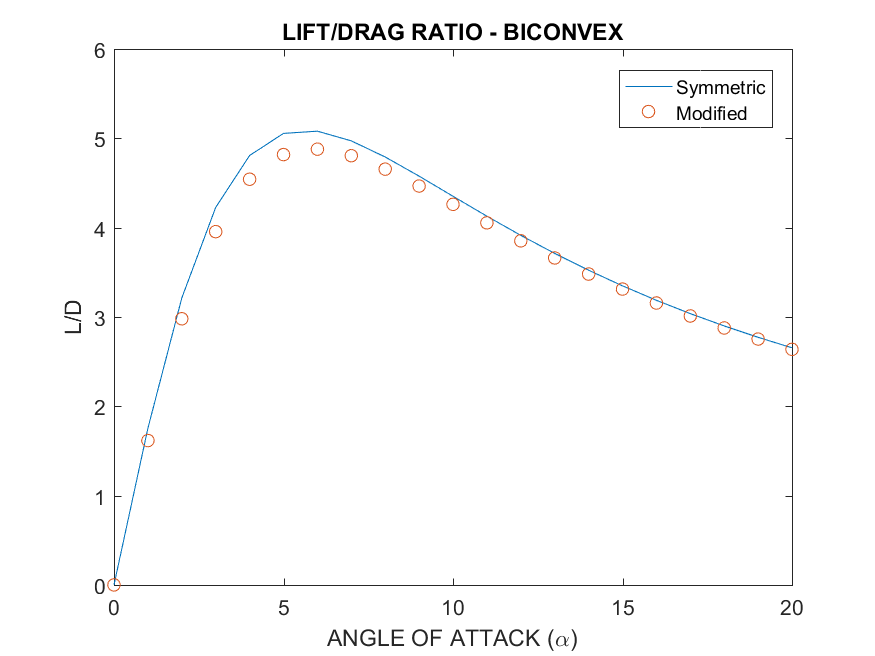 LIFT/DRAG RATIO - BICONVEX
6
5
4
3
2
1
0
L/D
Symmetric
Modified
0 5 10 15 20
ANGLE OF ATTACK (α)